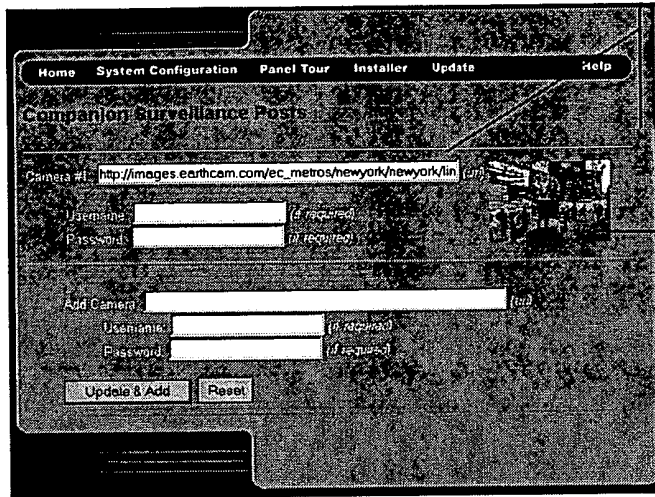 Home System Configuration Panel Tour Installer Update Help
Companion Surveillance Posts
Camera #1: http://images.earthcam.com/ec_metros/newyork/newyork/lin (url)
Username: (if required)
Password: (if required)
Add Camera: (url)
Username: (if required)
Password: (if required)
Update & Add Reset